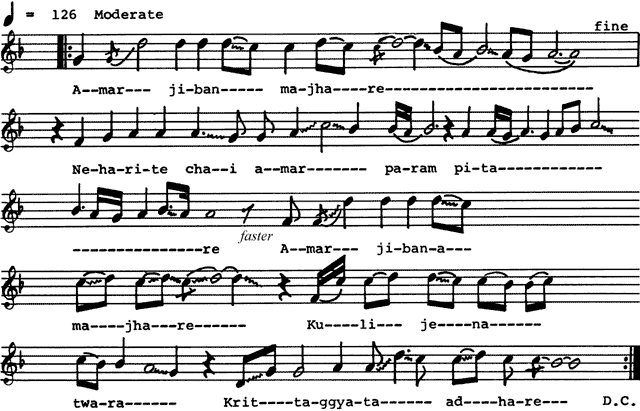 = 126 Moderate
fine
A--mar--- ji-ban----- ma-jha----re--------------------------
Ne-ha-ri-te cha--i a-mar------- pa-ram pi-ta-------------
----------------re faster A--mar--- ji-ban-a----
ma----jha--re------ Ku----li--- je----na-------
twa-ra------ Krit----ta-ggya-ta------ ad----ha-re--- D.C.